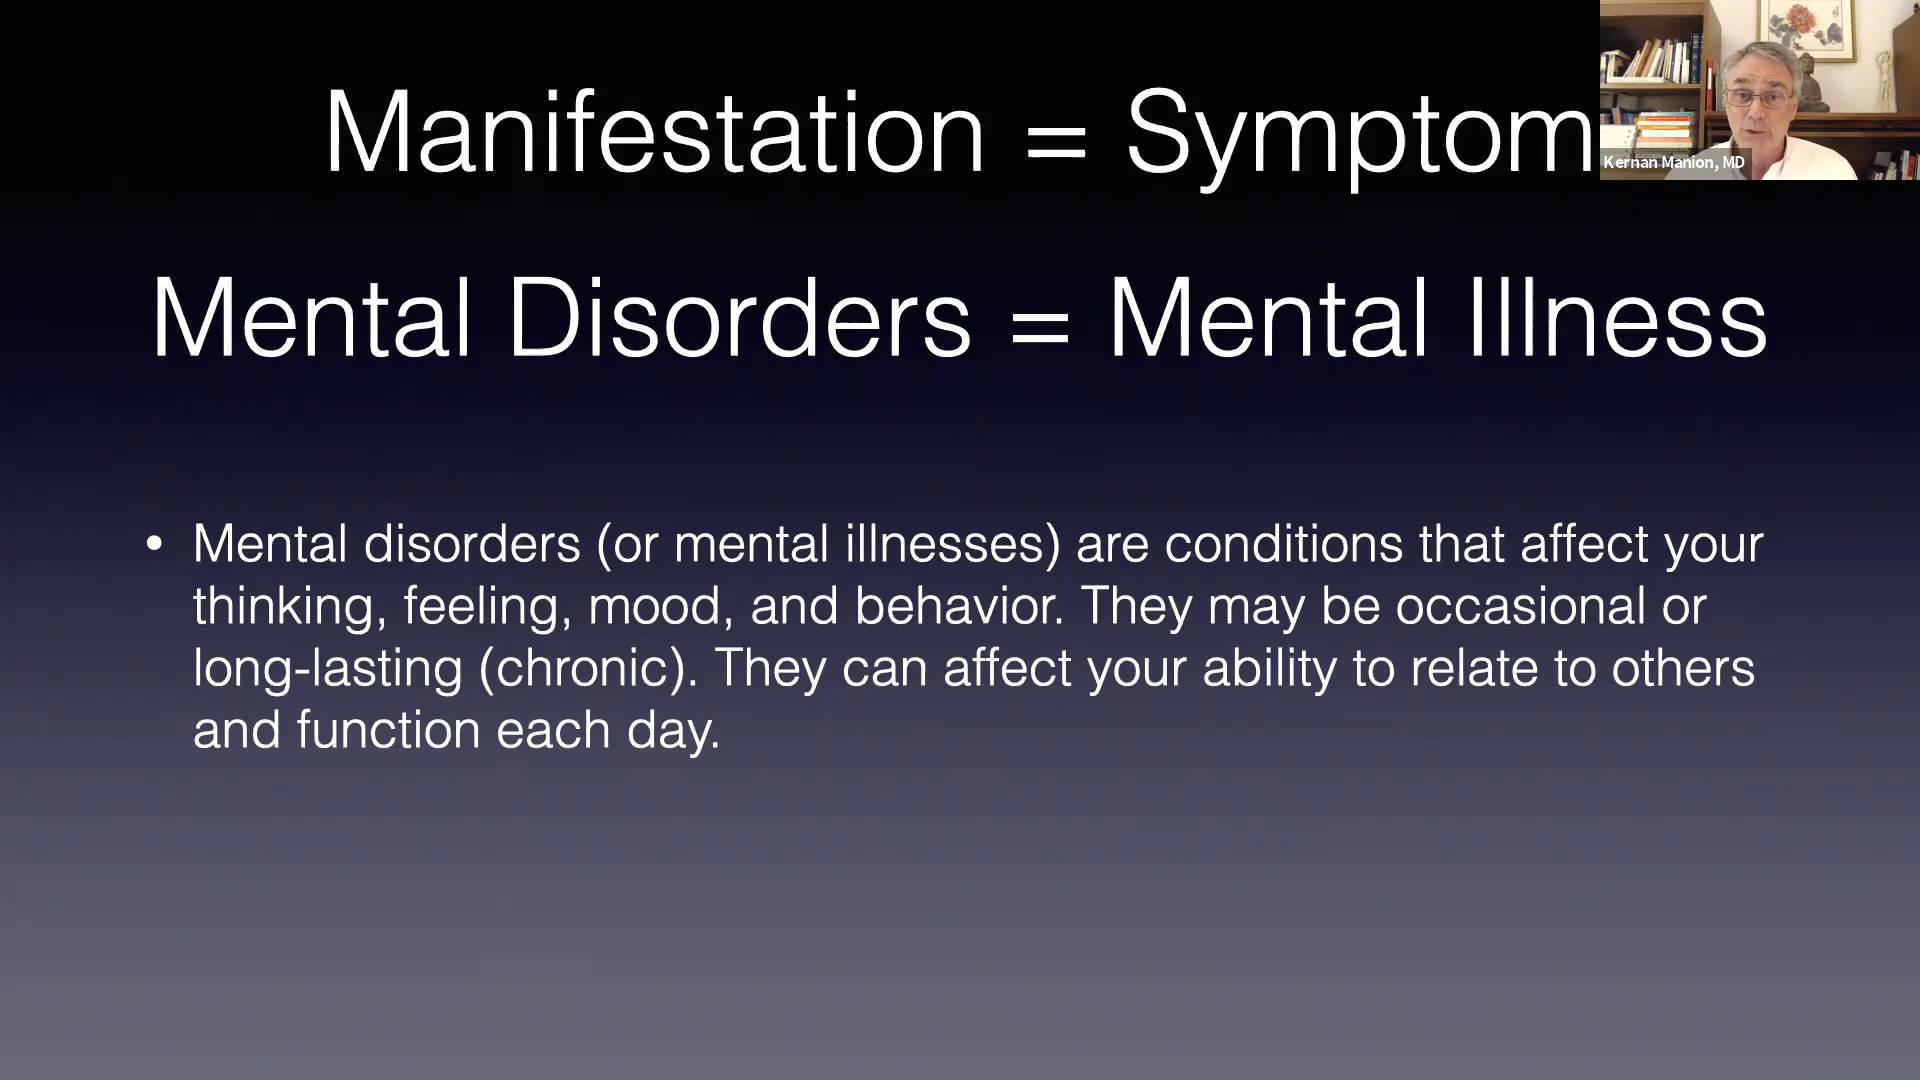 Manifestation = Symptom
Kernan Manion, MD
Mental Disorders = Mental Illness
• Mental disorders (or mental illnesses) are conditions that affect your
thinking, feeling, mood, and behavior. They may be occasional or
long-lasting (chronic). They can affect your ability to relate to others
and function each day.